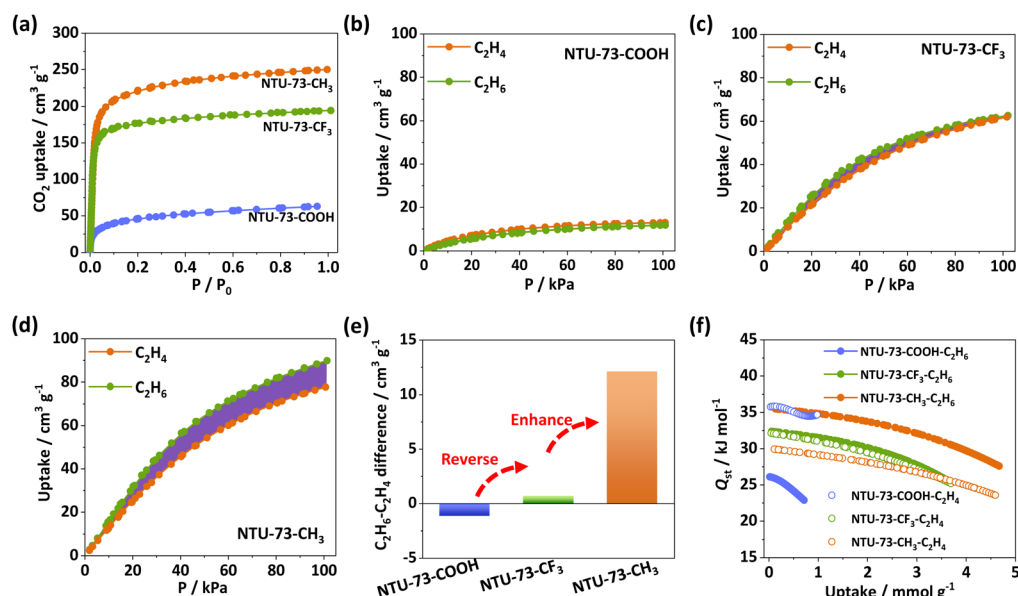 (a)
CO₂ uptake / cm³ g⁻¹
300
250
200
150
100
50
0
NTU-73-CH₃
NTU-73-CF₃
NTU-73-COOH
0.0 0.2 0.4 0.6 0.8 1.0
P / P₀
(b)
Uptake / cm³ g⁻¹
100
80
60
40
20
0
C₂H₄
C₂H₆
NTU-73-COOH
0 20 40 60 80 100
P / kPa
(c)
Uptake / cm³ g⁻¹
100
80
60
40
20
0
C₂H₄
C₂H₆
NTU-73-CF₃
0 20 40 60 80 100
P / kPa
(d)
Uptake / cm³ g⁻¹
100
80
60
40
20
0
C₂H₄
C₂H₆
NTU-73-CH₃
0 20 40 60 80 100
P / kPa
(e)
C₂H₆-C₂H₄ difference / cm³ g⁻¹
15
10
5
0
-5
Reverse
Enhance
NTU-73-COOH
NTU-73-CF₃
NTU-73-CH₃
(f)
Qst / kJ mol⁻¹
45
40
35
30
25
20
15
NTU-73-COOH-C₂H₆
NTU-73-CF₃-C₂H₆
NTU-73-CH₃-C₂H₆
NTU-73-COOH-C₂H₄
NTU-73-CF₃-C₂H₄
NTU-73-CH₃-C₂H₄
0 1 2 3 4 5
Uptake / mmol g⁻¹